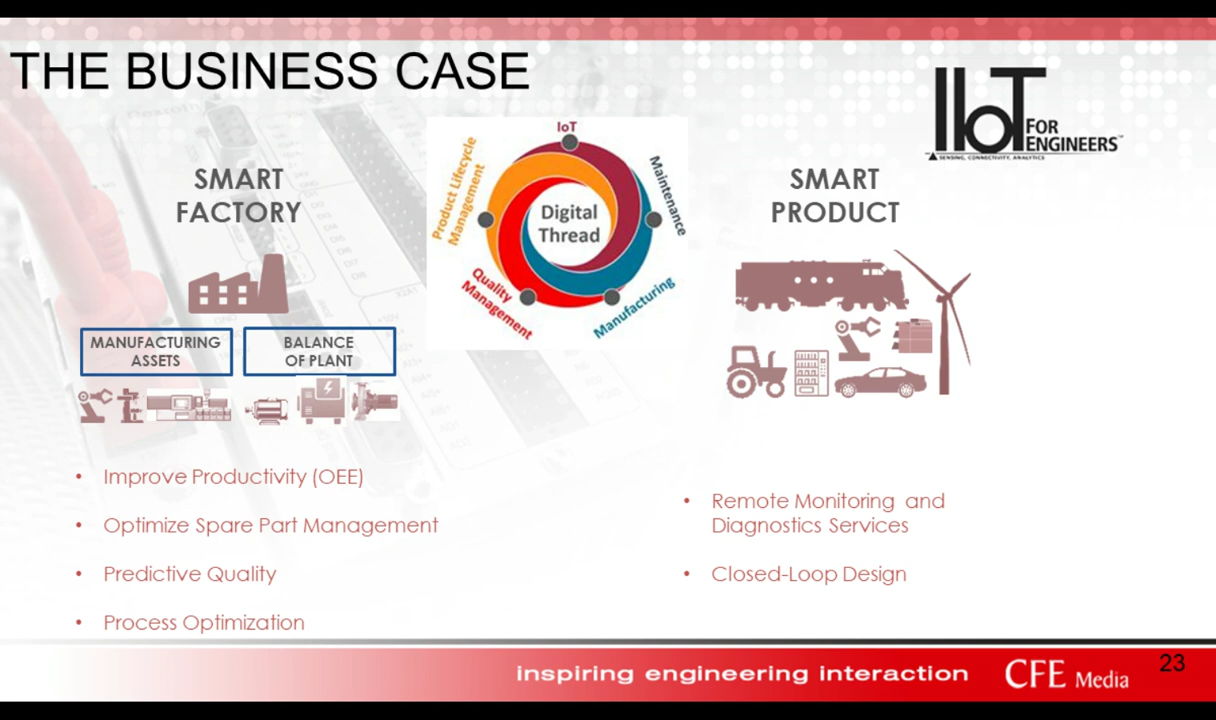 THE BUSINESS CASE
IIoT FOR
ENGINEERS™
SENSING, CONNECTIVITY, ANALYTICS
SMART
FACTORY
MANUFACTURING
ASSETS
BALANCE
OF PLANT
IoT
Product Lifecycle
Management
Maintenance
Digital
Thread
Quality
Management
Manufacturing
SMART
PRODUCT
• Improve Productivity (OEE)
• Optimize Spare Part Management
• Predictive Quality
• Process Optimization
• Remote Monitoring and
Diagnostics Services
• Closed-Loop Design
inspiring engineering interaction
CFE Media
23